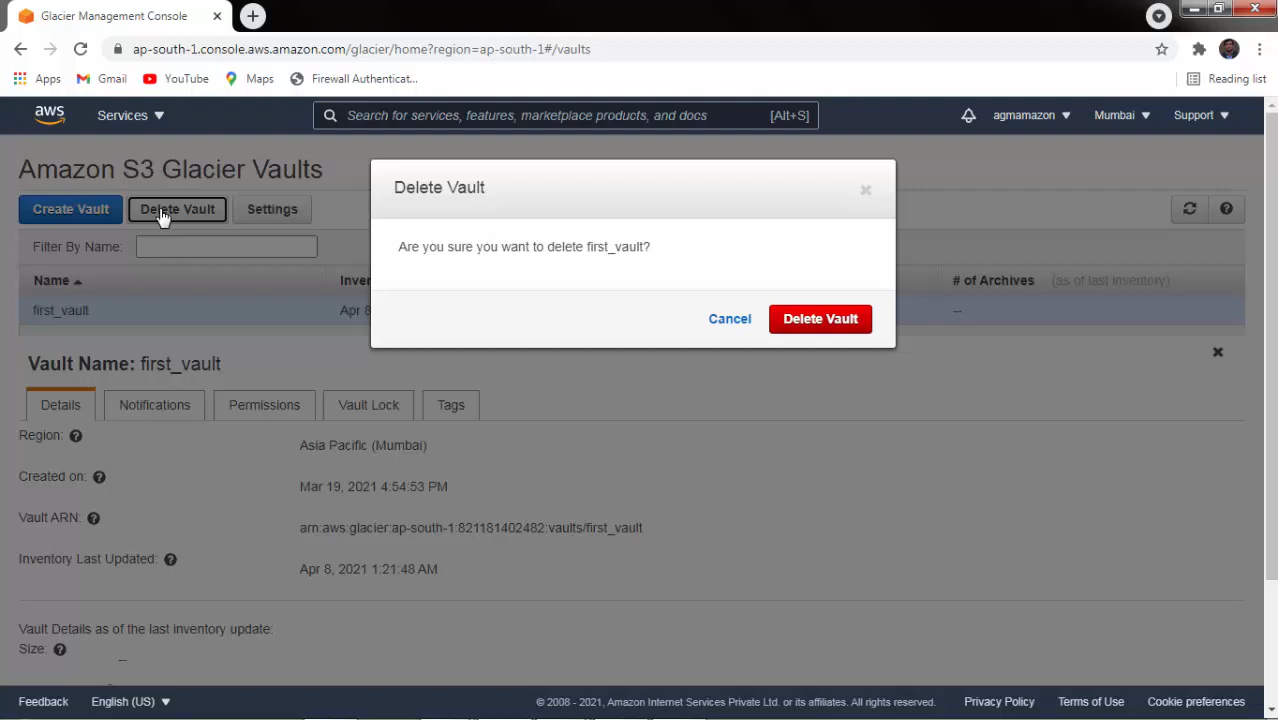 Glacier Management Console
ap-south-1.console.aws.amazon.com/glacier/home?region=ap-south-1#/vaults
Apps Gmail YouTube Maps Firewall Authenticat... Reading list
aws Services Search for services, features, marketplace products, and docs [Alt+S] agmamazon Mumbai Support
Amazon S3 Glacier Vaults
Create Vault Delete Vault Settings
Filter By Name:
Name # of Archives (as of last inventory)
first_vault Apr 8 --
Delete Vault
Are you sure you want to delete first_vault?
Cancel Delete Vault
Vault Name: first_vault
Details Notifications Permissions Vault Lock Tags
Region: Asia Pacific (Mumbai)
Created on: Mar 19, 2021 4:54:53 PM
Vault ARN: arn:aws:glacier:ap-south-1:821181402482:vaults/first_vault
Inventory Last Updated: Apr 8, 2021 1:21:48 AM
Vault Details as of the last inventory update:
Size: --
Feedback English (US) © 2008 - 2021, Amazon Internet Services Private Ltd. or its affiliates. All rights reserved. Privacy Policy Terms of Use Cookie preferences